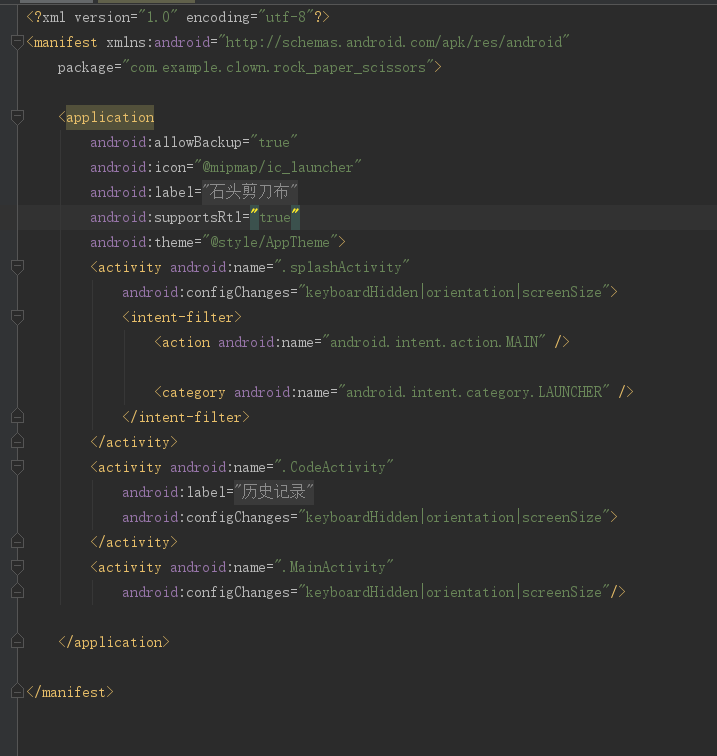 <?xml version="1.0" encoding="utf-8"?>
<manifest xmlns:android="http://schemas.android.com/apk/res/android"
package="com.example.clown.rock_paper_scissors">
<application
android:allowBackup="true"
android:icon="@mipmap/ic_launcher"
android:label="石头剪刀布"
android:supportsRtl="true"
android:theme="@style/AppTheme">
<activity android:name=".splashActivity"
android:configChanges="keyboardHidden|orientation|screenSize">
<intent-filter>
<action android:name="android.intent.action.MAIN" />
<category android:name="android.intent.category.LAUNCHER" />
</intent-filter>
</activity>
<activity android:name=".CodeActivity"
android:label="历史记录"
android:configChanges="keyboardHidden|orientation|screenSize">
</activity>
<activity android:name=".MainActivity"
android:configChanges="keyboardHidden|orientation|screenSize"/>
</application>
</manifest>